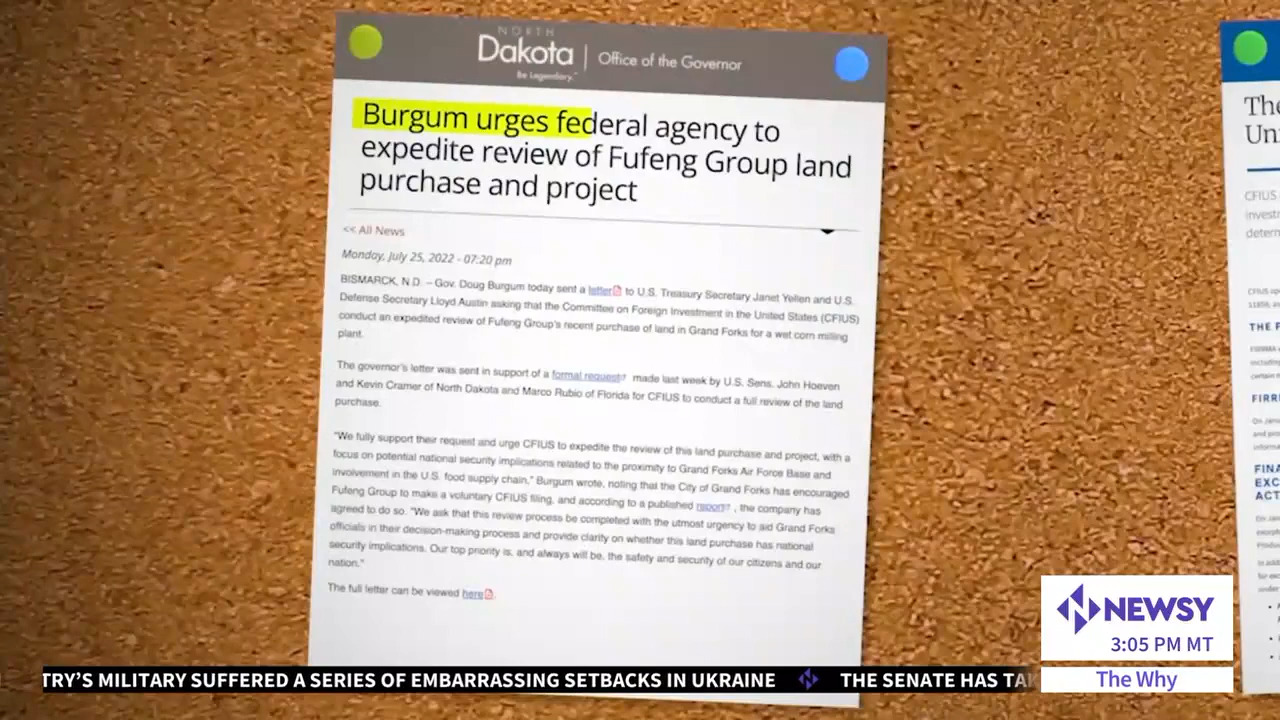 NORTH
Dakota
Be Legendary.™
Office of the Governor
Burgum urges federal agency to
expedite review of Fufeng Group land
purchase and project
<< All News
Monday, July 25, 2022 - 07:20 pm
BISMARCK, N.D. – Gov. Doug Burgum today sent a letter to U.S. Treasury Secretary Janet Yellen and U.S.
Defense Secretary Lloyd Austin asking that the Committee on Foreign Investment in the United States (CFIUS)
conduct an expedited review of Fufeng Group's recent purchase of land in Grand Forks for a wet corn milling
plant.
The governor's letter was sent in support of a formal request made last week by U.S. Sens. John Hoeven
and Kevin Cramer of North Dakota and Marco Rubio of Florida for CFIUS to conduct a full review of the land
purchase.
"We fully support their request and urge CFIUS to expedite the review of this land purchase and project, with a
focus on potential national security implications related to the proximity to Grand Forks Air Force Base and
involvement in the U.S. food supply chain," Burgum wrote, noting that the City of Grand Forks has encouraged
Fufeng Group to make a voluntary CFIUS filing, and according to a published report , the company has
agreed to do so. "We ask that this review process be completed with the utmost urgency to aid Grand Forks
officials in their decision-making process and provide clarity on whether this land purchase has national
security implications. Our top priority is, and always will be, the safety and security of our citizens and our
nation."
The full letter can be viewed here.
The
Un
CFIUS
invest
determ
THE F
FIRR
FINA
EXC
ACT
NEWSY
3:05 PM MT
The Why
TRY'S MILITARY SUFFERED A SERIES OF EMBARRASSING SETBACKS IN UKRAINE
THE SENATE HAS TA